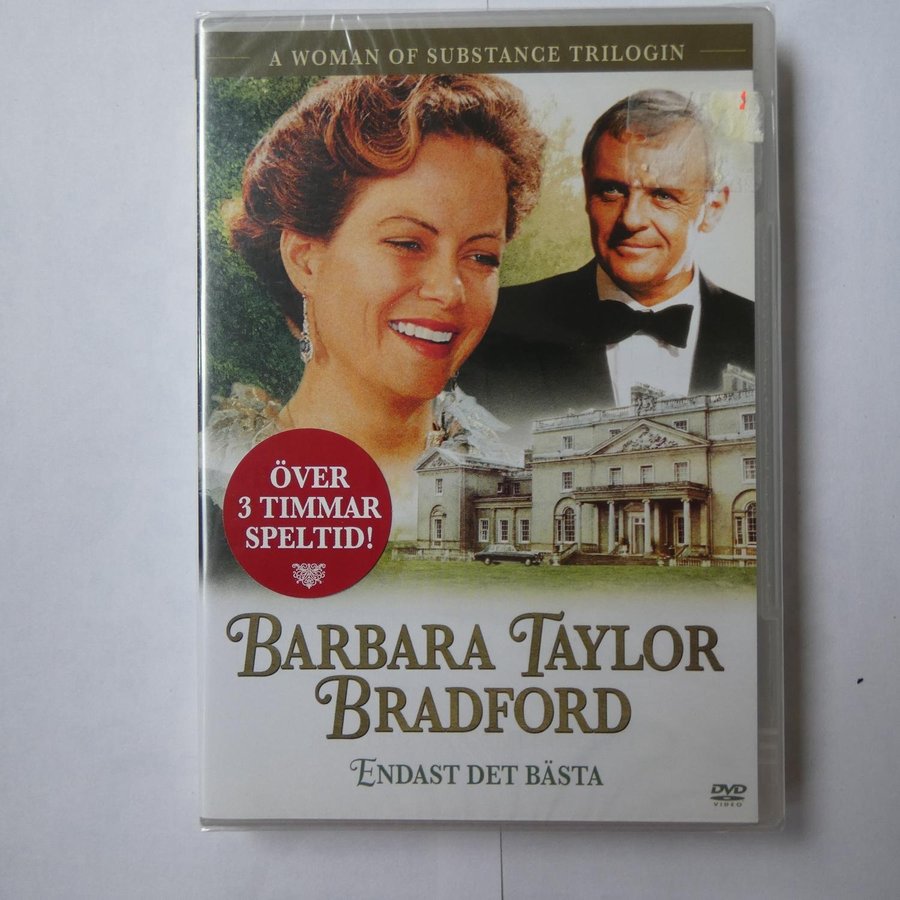 A WOMAN OF SUBSTANCE TRILOGIN
ÖVER
3 TIMMAR
SPELTID!
BARBARA TAYLOR
BRADFORD
ENDAST DET BÄSTA
DVD
VIDEO